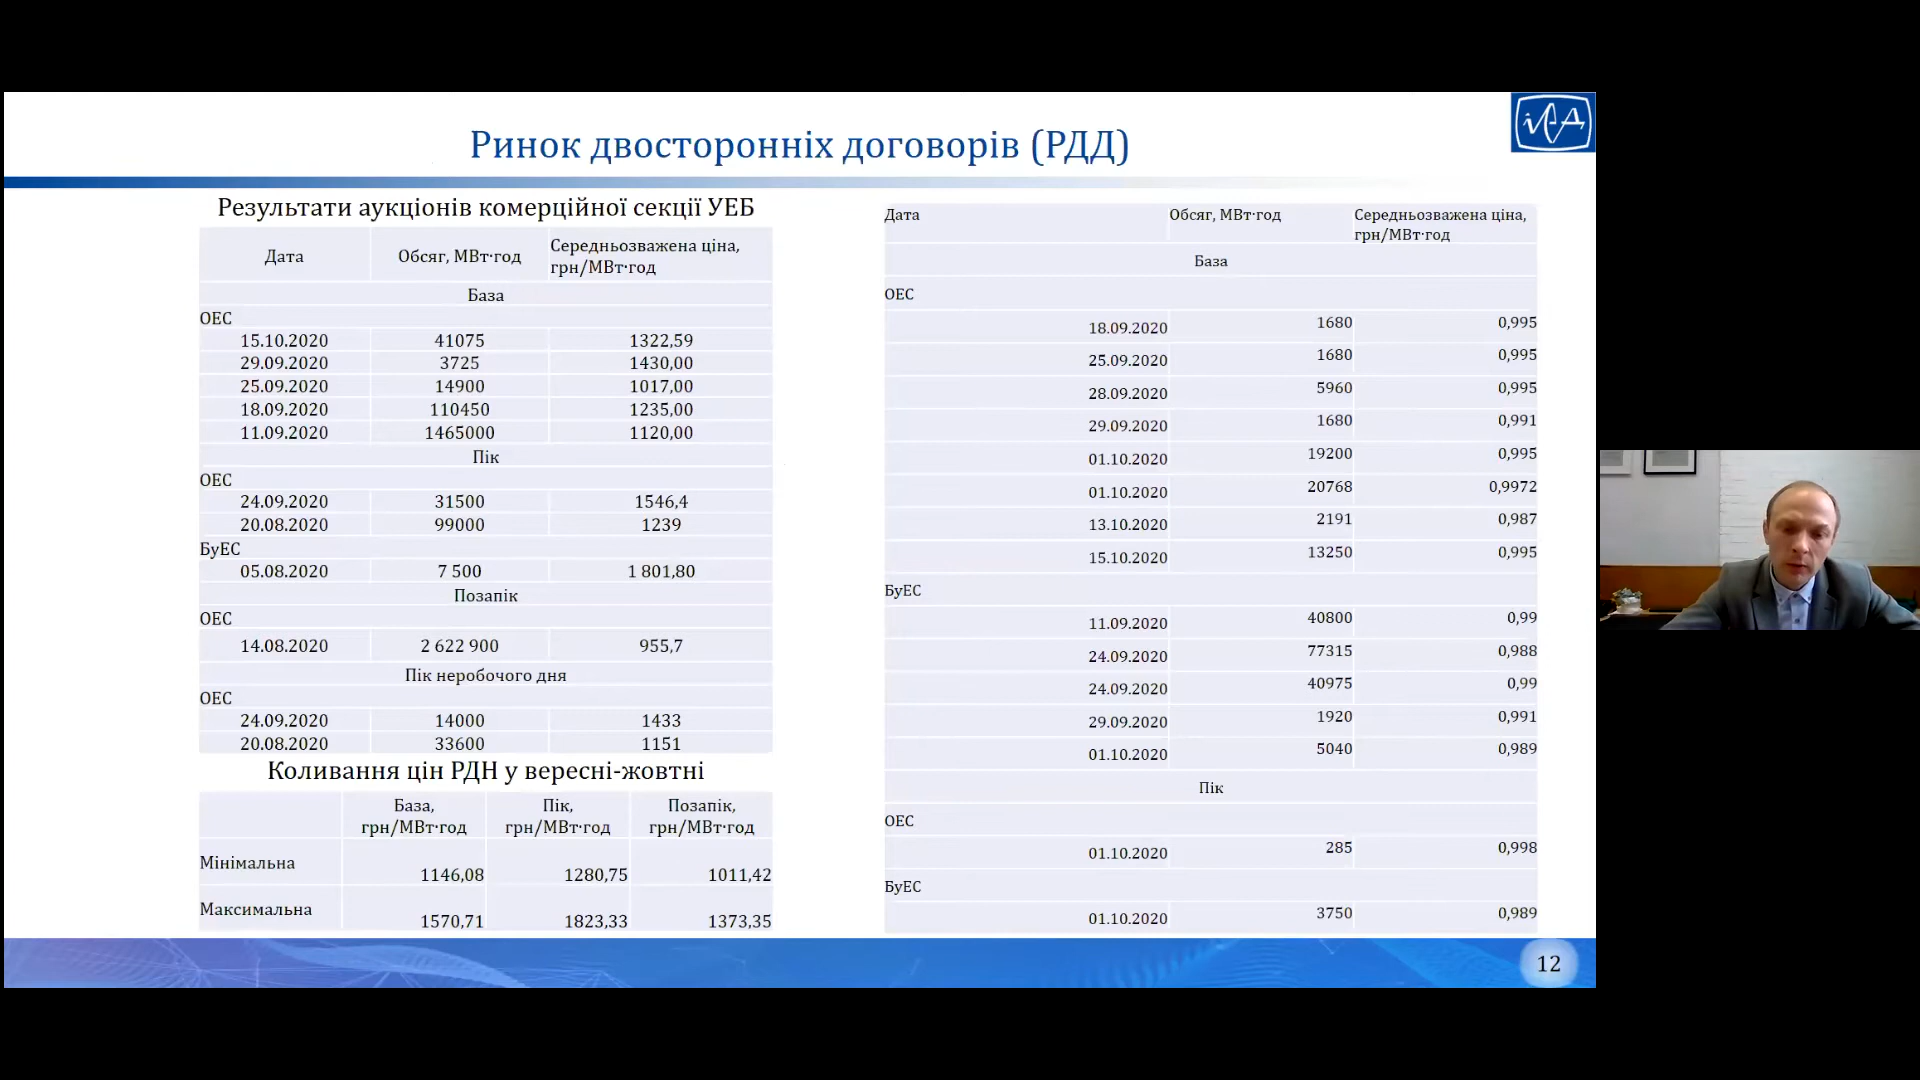 Ринок двосторонніх договорів (РДД)
ІЕД
Результати аукціонів комерційної секції УЕБ
Дата Обсяг, МВт·год Середньозважена ціна, грн/МВт·год
База
ОЕС
15.10.2020 41075 1322,59
29.09.2020 3725 1430,00
25.09.2020 14900 1017,00
18.09.2020 110450 1235,00
11.09.2020 1465000 1120,00
Пік
ОЕС
24.09.2020 31500 1546,4
20.08.2020 99000 1239
БуЕС
05.08.2020 7 500 1 801,80
Позапік
ОЕС
14.08.2020 2 622 900 955,7
Пік неробочого дня
ОЕС
24.09.2020 14000 1433
20.08.2020 33600 1151
Коливання цін РДН у вересні-жовтні
База, грн/МВт·год Пік, грн/МВт·год Позапік, грн/МВт·год
Мінімальна 1146,08 1280,75 1011,42
Максимальна 1570,71 1823,33 1373,35
Дата Обсяг, МВт·год Середньозважена ціна, грн/МВт·год
База
ОЕС
18.09.2020 1680 0,995
25.09.2020 1680 0,995
28.09.2020 5960 0,995
29.09.2020 1680 0,991
01.10.2020 19200 0,995
01.10.2020 20768 0,9972
13.10.2020 2191 0,987
15.10.2020 13250 0,995
БуЕС
11.09.2020 40800 0,99
24.09.2020 77315 0,988
24.09.2020 40975 0,99
29.09.2020 1920 0,991
01.10.2020 5040 0,989
Пік
ОЕС
01.10.2020 285 0,998
БуЕС
01.10.2020 3750 0,989
12